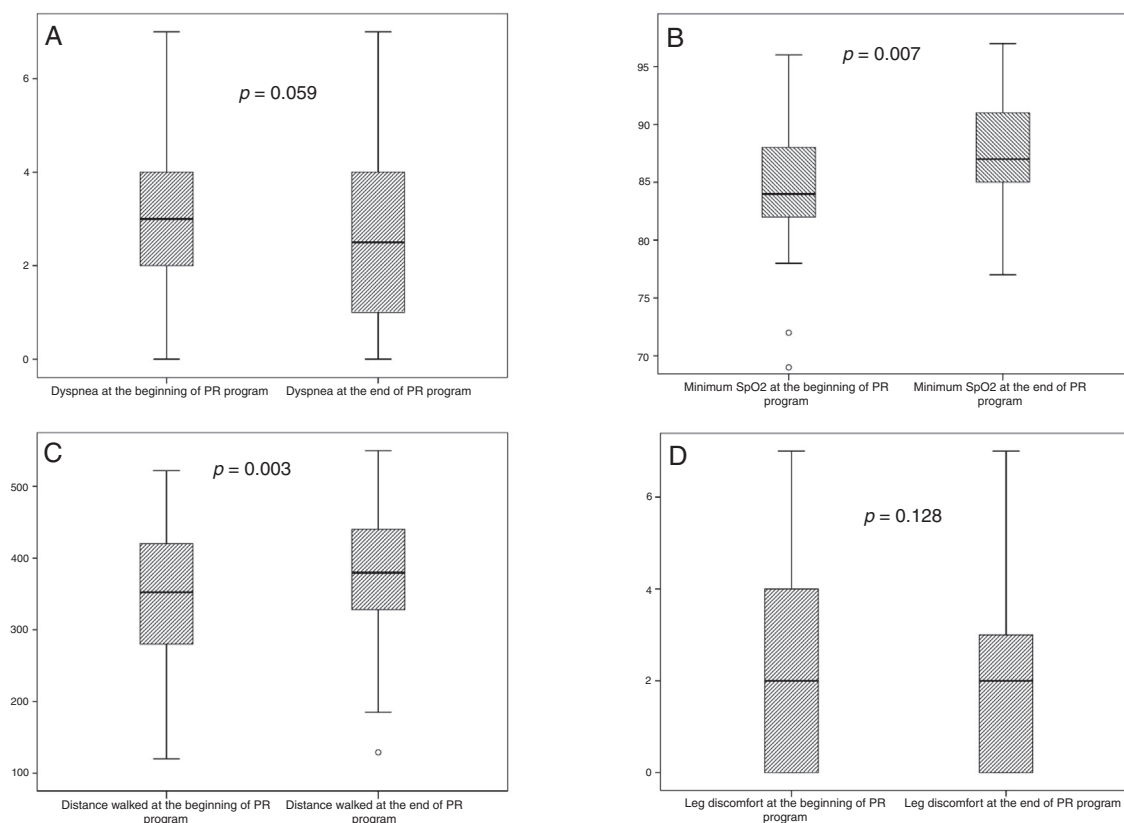 A
p = 0.059
6
4
2
0
Dyspnea at the beginning of PR program
Dyspnea at the end of PR program
B
p = 0.007
95
90
85
80
75
70
Minimum SpO2 at the beginning of PR
program
Minimum SpO2 at the end of PR
program
C
p = 0.003
500
400
300
200
100
Distance walked at the beginning of PR
program
Distance walked at the end of PR
program
D
p = 0.128
6
4
2
0
Leg discomfort at the beginning of PR
program
Leg discomfort at the end of PR program